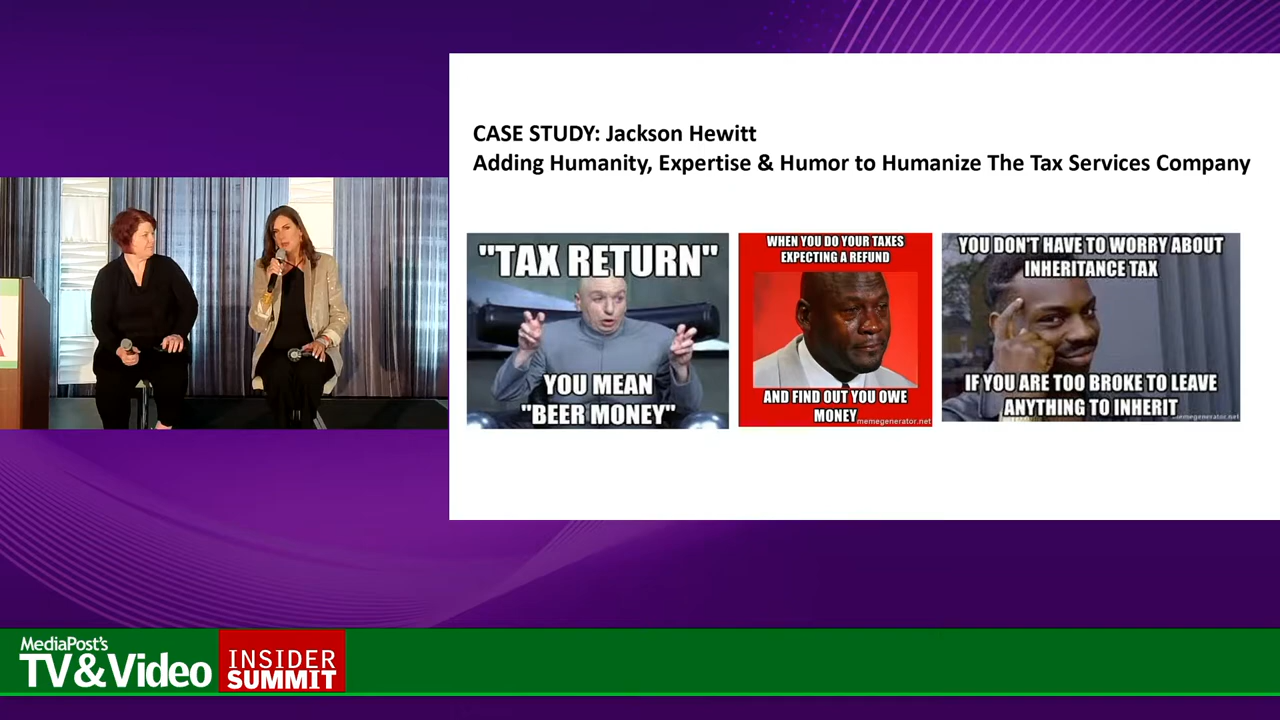 CASE STUDY: Jackson Hewitt
Adding Humanity, Expertise & Humor to Humanize The Tax Services Company
"TAX RETURN"
YOU MEAN
"BEER MONEY"
WHEN YOU DO YOUR TAXES
EXPECTING A REFUND
AND FIND OUT YOU OWE
MONEY
memegenerator.net
YOU DON'T HAVE TO WORRY ABOUT
INHERITANCE TAX
IF YOU ARE TOO BROKE TO LEAVE
ANYTHING TO INHERIT
memegenerator.net
MediaPost's
TV&Video
INSIDER
SUMMIT